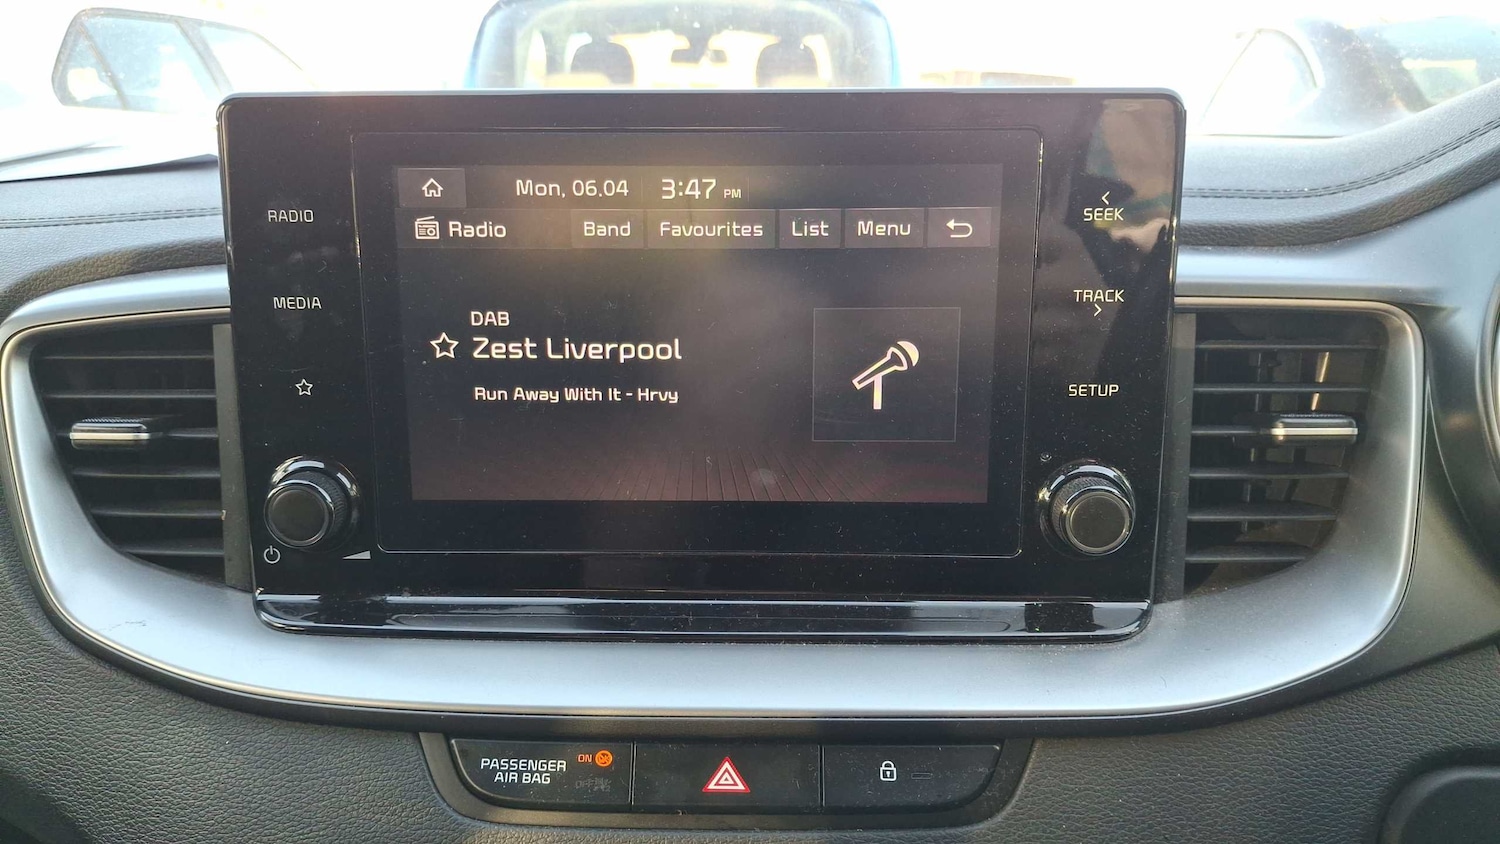 Mon, 06.04 3:47 PM
Radio Band Favourites List Menu
RADIO
MEDIA
DAB
Zest Liverpool
Run Away With It - Hrvy
SEEK
TRACK
SETUP
PASSENGER
AIR BAG
ON
OFF